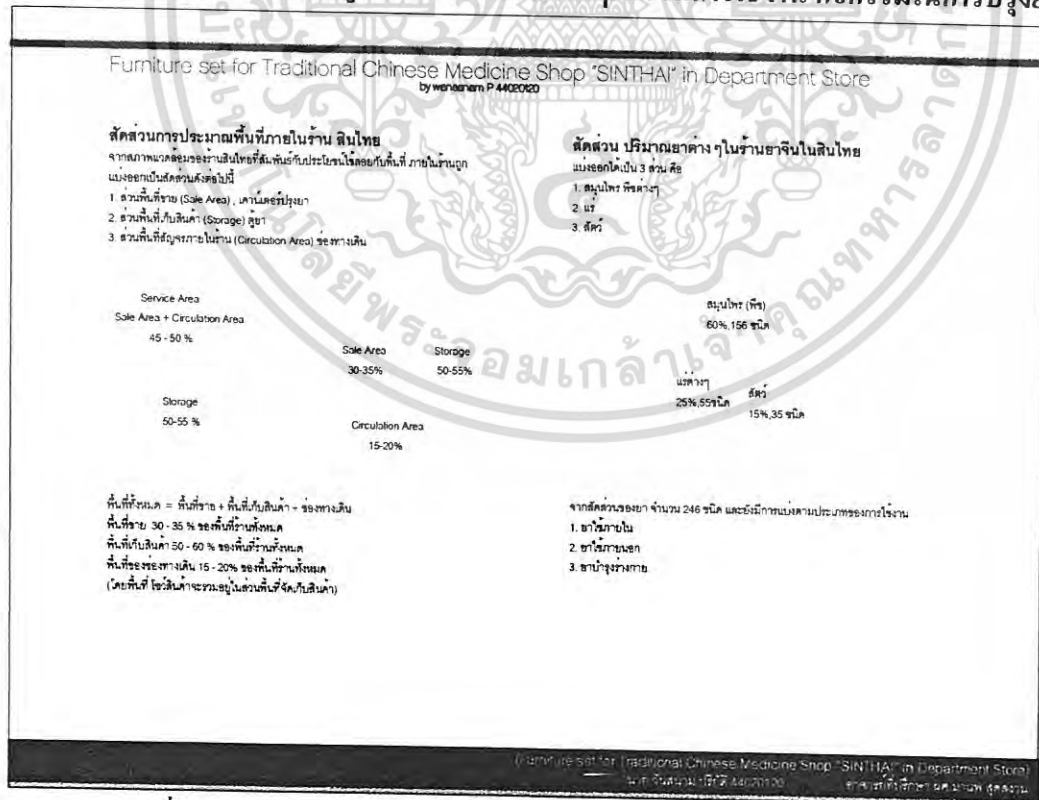 Furniture set for Traditional Chinese Medicine Shop "SINTHAI" in Department Store
by wanasnam P 44020120
สัดส่วนการประมาณพื้นที่ภายในร้าน สินไทย
จากสภาพแวดล้อมของร้านสินไทยที่สัมพันธ์กับประโยชน์ใช้สอยกับพื้นที่ ภายในร้านถูก
แบ่งออกเป็นสัดส่วนดังต่อไปนี้
1. ส่วนพื้นที่ขาย (Sale Area) , เคาน์เตอร์ปรุงยา
2. ส่วนพื้นที่เก็บสินค้า (Storage) ตู้ยา
3. ส่วนพื้นที่สัญจรภายในร้าน (Circulation Area) ช่องทางเดิน
Service Area
Sale Area + Circulation Area
45 - 50 %
Storage
50-55 %
Sale Area
30-35%
Storage
50-55%
Circulation Area
15-20%
พื้นที่ทั้งหมด = พื้นที่ขาย + พื้นที่เก็บสินค้า + ช่องทางเดิน
พื้นที่ขาย 30 - 35 % ของพื้นที่ร้านทั้งหมด
พื้นที่เก็บสินค้า 50 - 60 % ของพื้นที่ร้านทั้งหมด
พื้นที่ของช่องทางเดิน 15 - 20% ของพื้นที่ร้านทั้งหมด
(โดยพื้นที่ โชว์สินค้าจะรวมอยู่ในส่วนพื้นที่จัดเก็บสินค้า)
สัดส่วน ปริมาณยาต่าง ๆในร้านยาจีนในสินไทย
แบ่งออกได้เป็น 3 ส่วน คือ
1. สมุนไพร พืชต่างๆ
2. แร่
3. สัตว์
สมุนไพร (พืช)
60%,156 ชนิด
แร่ต่างๆ
25%,55ชนิด
สัตว์
15%,35 ชนิด
จากสัดส่วนของยา จำนวน 246 ชนิด และยังมีการแบ่งตามประเภทของการใช้งาน
1. ยาใช้ภายใน
2. ยาใช้ภายนอก
3. ยาบำรุงร่างกาย
(Furniture set for Traditional Chinese Medicine Shop "SINTHAI" in Department Store)
44020120 อาจารย์ที่ปรึกษา ผศ.มานพ